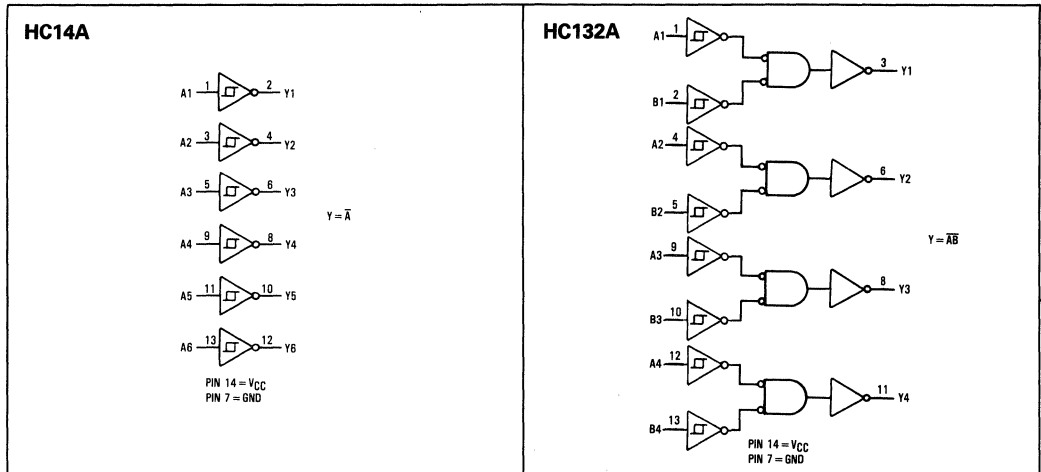 HC14A
A1 1 2 Y1
A2 3 4 Y2
A3 5 6 Y3
Y = A̅
A4 9 8 Y4
A5 11 10 Y5
A6 13 12 Y6
PIN 14 = VCC
PIN 7 = GND
HC132A
A1 1
3 Y1
B1 2
A2 4
6 Y2
B2 5
Y = A̅B̅
A3 9
8 Y3
B3 10
A4 12
11 Y4
B4 13
PIN 14 = VCC
PIN 7 = GND